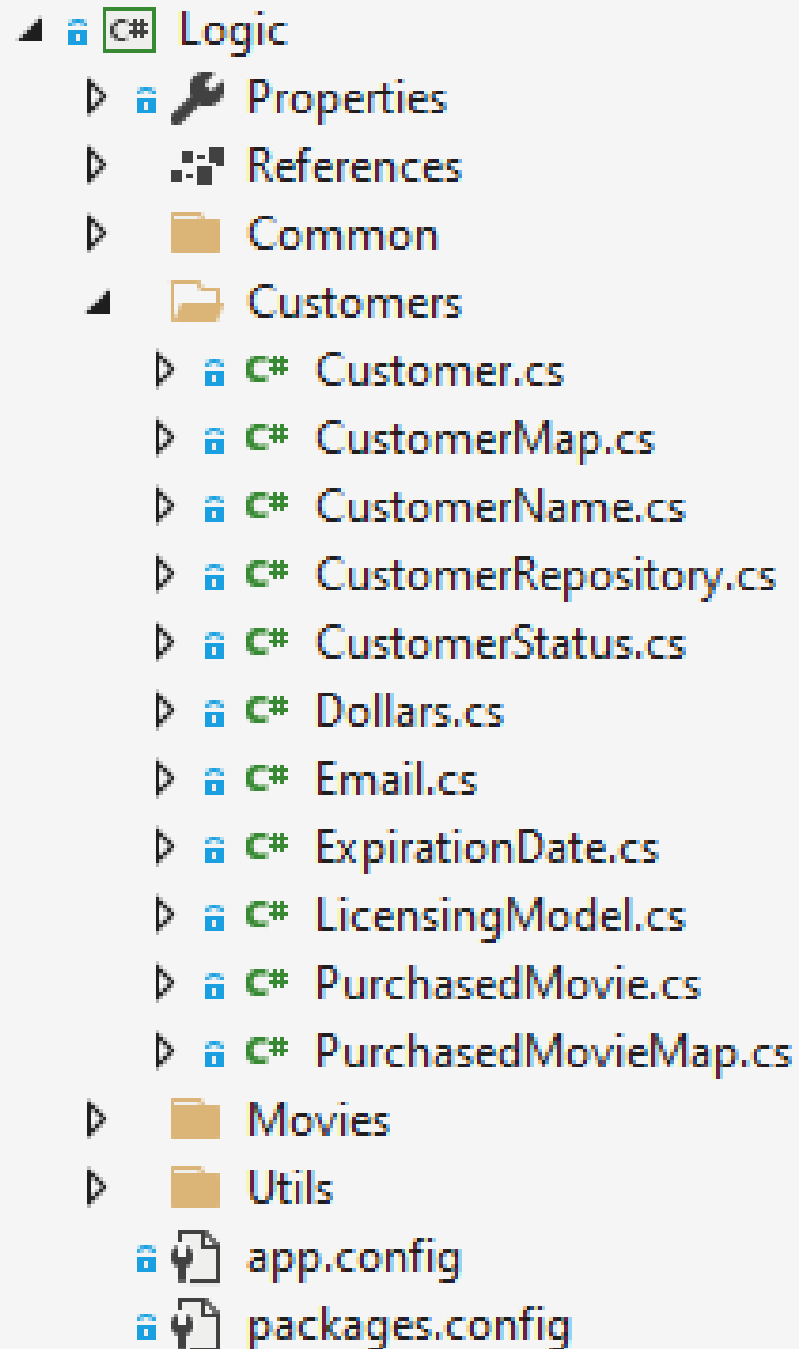 C# Logic
Properties
References
Common
Customers
C# Customer.cs
C# CustomerMap.cs
C# CustomerName.cs
C# CustomerRepository.cs
C# CustomerStatus.cs
C# Dollars.cs
C# Email.cs
C# ExpirationDate.cs
C# LicensingModel.cs
C# PurchasedMovie.cs
C# PurchasedMovieMap.cs
Movies
Utils
app.config
packages.config